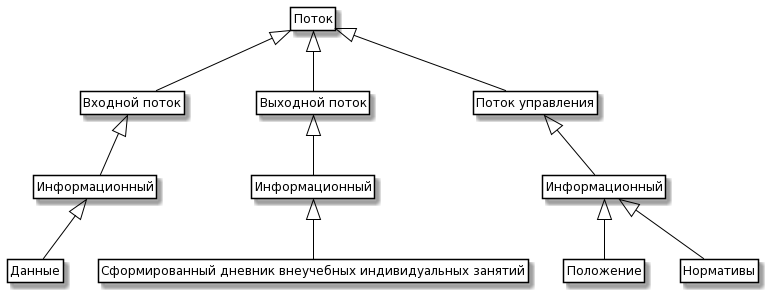 Поток
Входной поток
Выходной поток
Поток управления
Информационный
Информационный
Информационный
Данные
Сформированный дневник внеучебных индивидуальных занятий
Положение
Нормативы